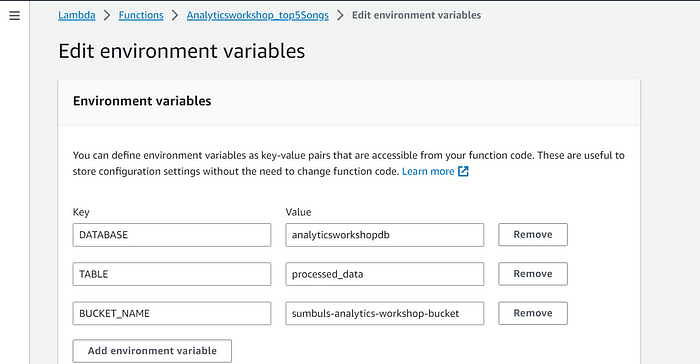 Lambda > Functions > Analyticsworkshop_top5Songs > Edit environment variables
Edit environment variables
Environment variables
You can define environment variables as key-value pairs that are accessible from your function code. These are useful to
store configuration settings without the need to change function code. Learn more
Key Value
DATABASE analyticsworkshopdb Remove
TABLE processed_data Remove
BUCKET_NAME sumbuls-analytics-workshop-bucket Remove
Add environment variable